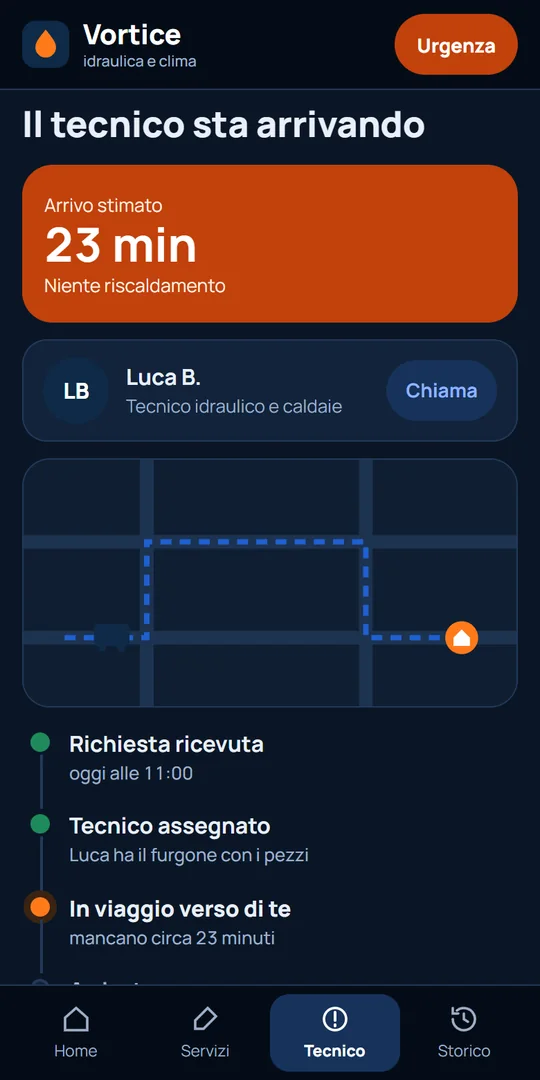 Vortice
idraulica e clima
Urgenza
Il tecnico sta arrivando
Arrivo stimato
23 min
Niente riscaldamento
LB
Luca B.
Tecnico idraulico e caldaie
Chiama
Richiesta ricevuta
oggi alle 11:00
Tecnico assegnato
Luca ha il furgone con i pezzi
In viaggio verso di te
mancano circa 23 minuti
Home
Servizi
Tecnico
Storico